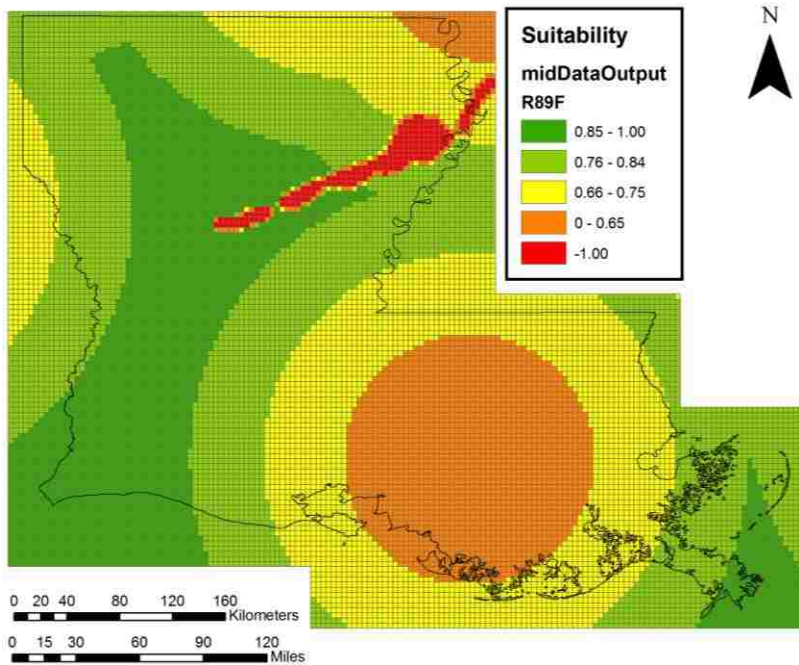 N
Suitability
midDataOutput
R89F
0.85 - 1.00
0.76 - 0.84
0.66 - 0.75
0 - 0.65
-1.00
0 20 40 80 120 160
Kilometers
0 15 30 60 90 120
Miles